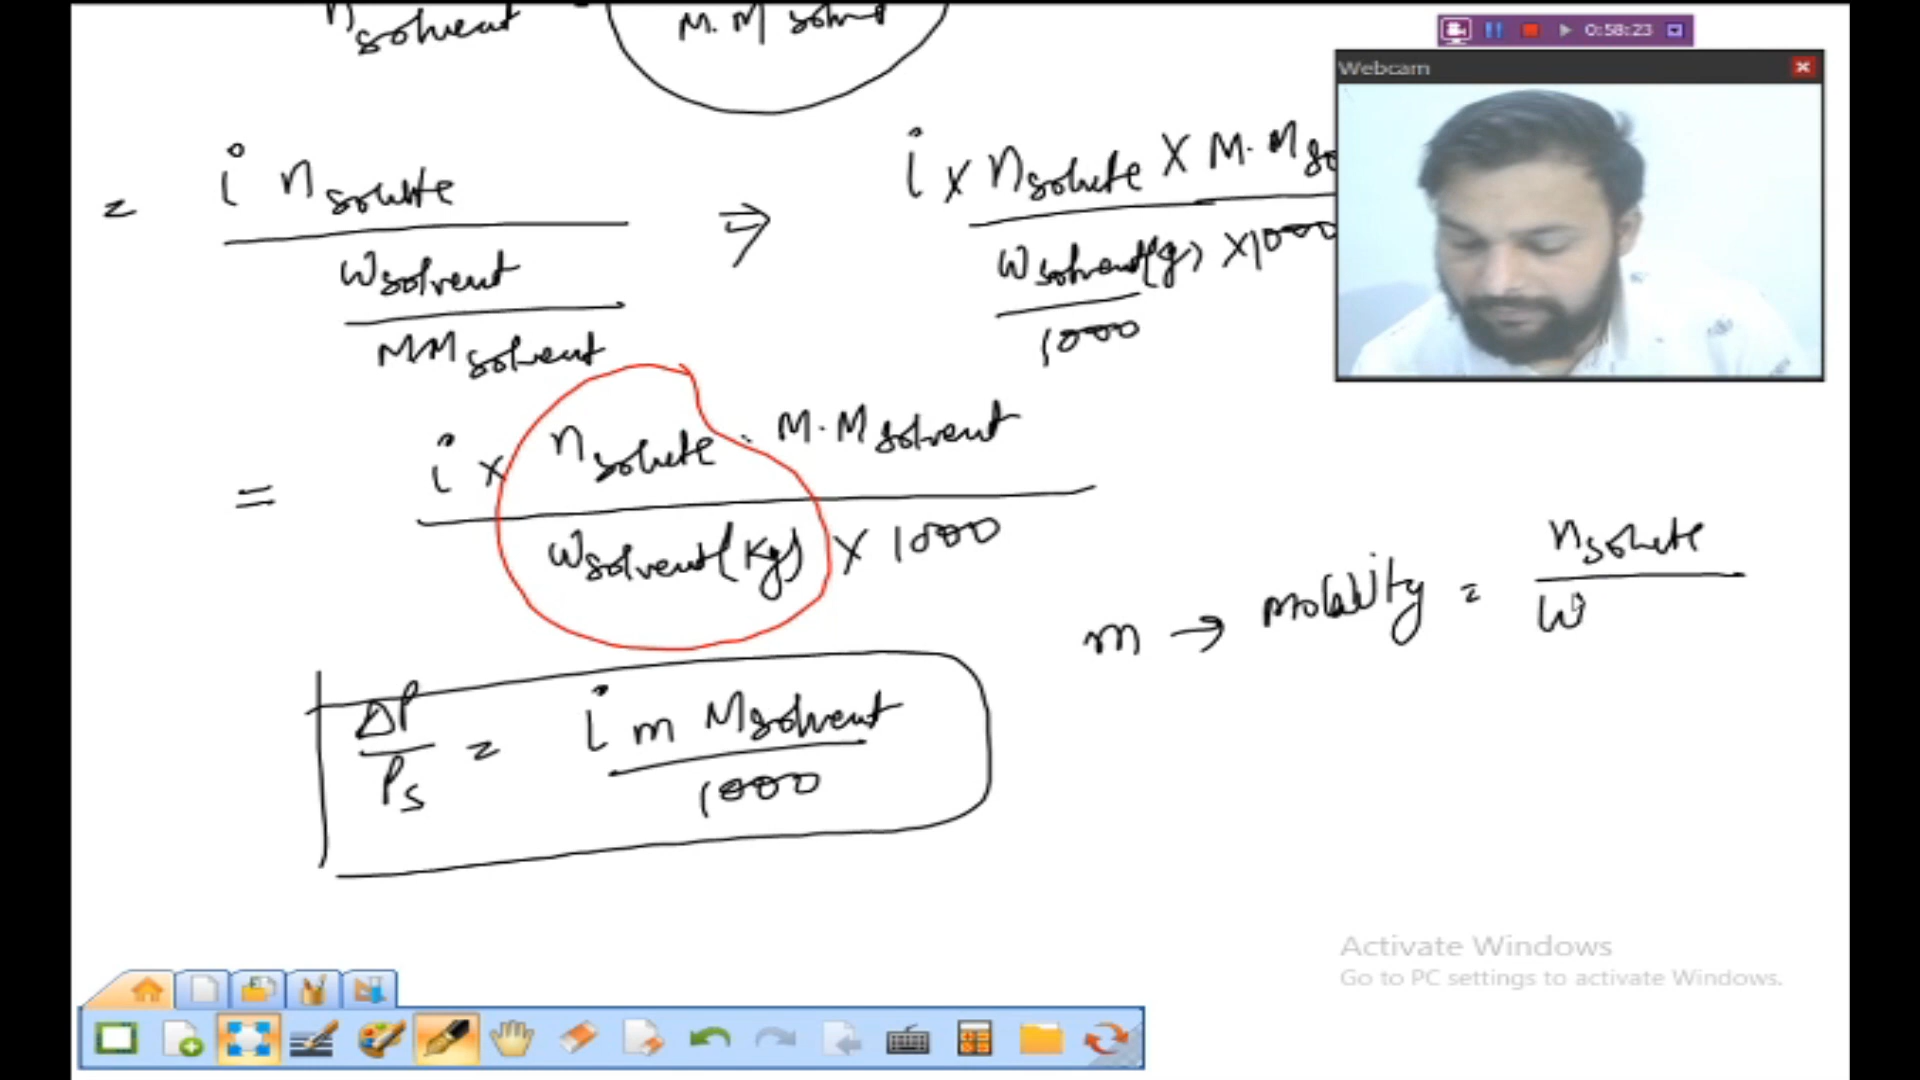 n solvent
M.M solvent
0:58:23
Webcam
= i n solute
W solvent
MM solvent
⇒ i x n solute x M.M so
W solvent(g) x1000
1000
= i x n solute . M.M solvent
W solvent(Kg) x 1000
m → molality = n solute
W
ΔP = i m M solvent
Ps 1000
Activate Windows
Go to PC settings to activate Windows.